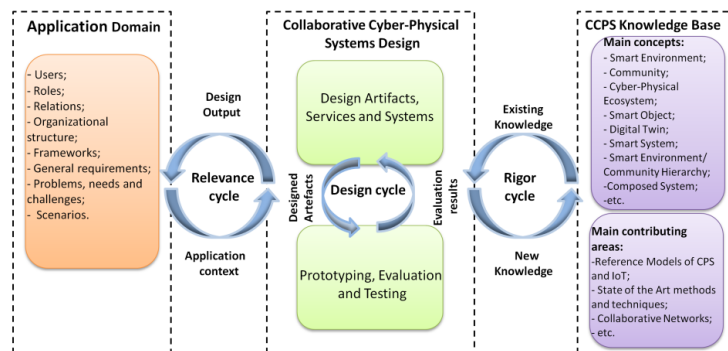 Application Domain
- Users;
- Roles;
- Relations;
- Organizational
structure;
- Frameworks;
- General requirements;
- Problems, needs and
challenges;
- Scenarios.
Design
Output
Relevance
cycle
Application
context
Collaborative Cyber-Physical
Systems Design
Design Artifacts,
Services and Systems
Designed
Artefacts
Design cycle
Evaluation
results
Prototyping, Evaluation
and Testing
Existing
Knowledge
Rigor
cycle
New
Knowledge
CCPS Knowledge Base
Main concepts:
- Smart Environment;
- Community;
- Cyber-Physical
Ecosystem;
- Smart Object;
- Digital Twin;
- Smart System;
- Smart Environment/
Community Hierarchy;
-Composed System;
-etc.
Main contributing
areas:
-Reference Models of CPS
and IoT;
- State of the Art methods
and techniques;
- Collaborative Networks;
- etc.